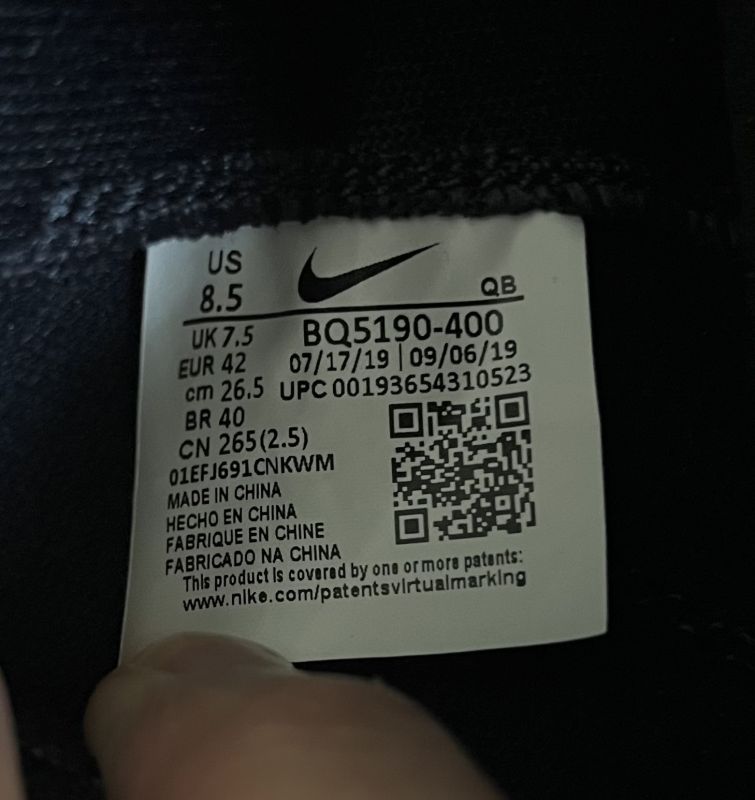 US
8.5
QB
UK 7.5
BQ5190-400
EUR 42
07/17/19 | 09/06/19
cm 26.5
UPC 00193654310523
BR 40
CN 265(2.5)
01EFJ691CNKWM
MADE IN CHINA
HECHO EN CHINA
FABRIQUE EN CHINE
FABRICADO NA CHINA
This product is covered by one or more patents:
www.nike.com/patentsvirtualmarking